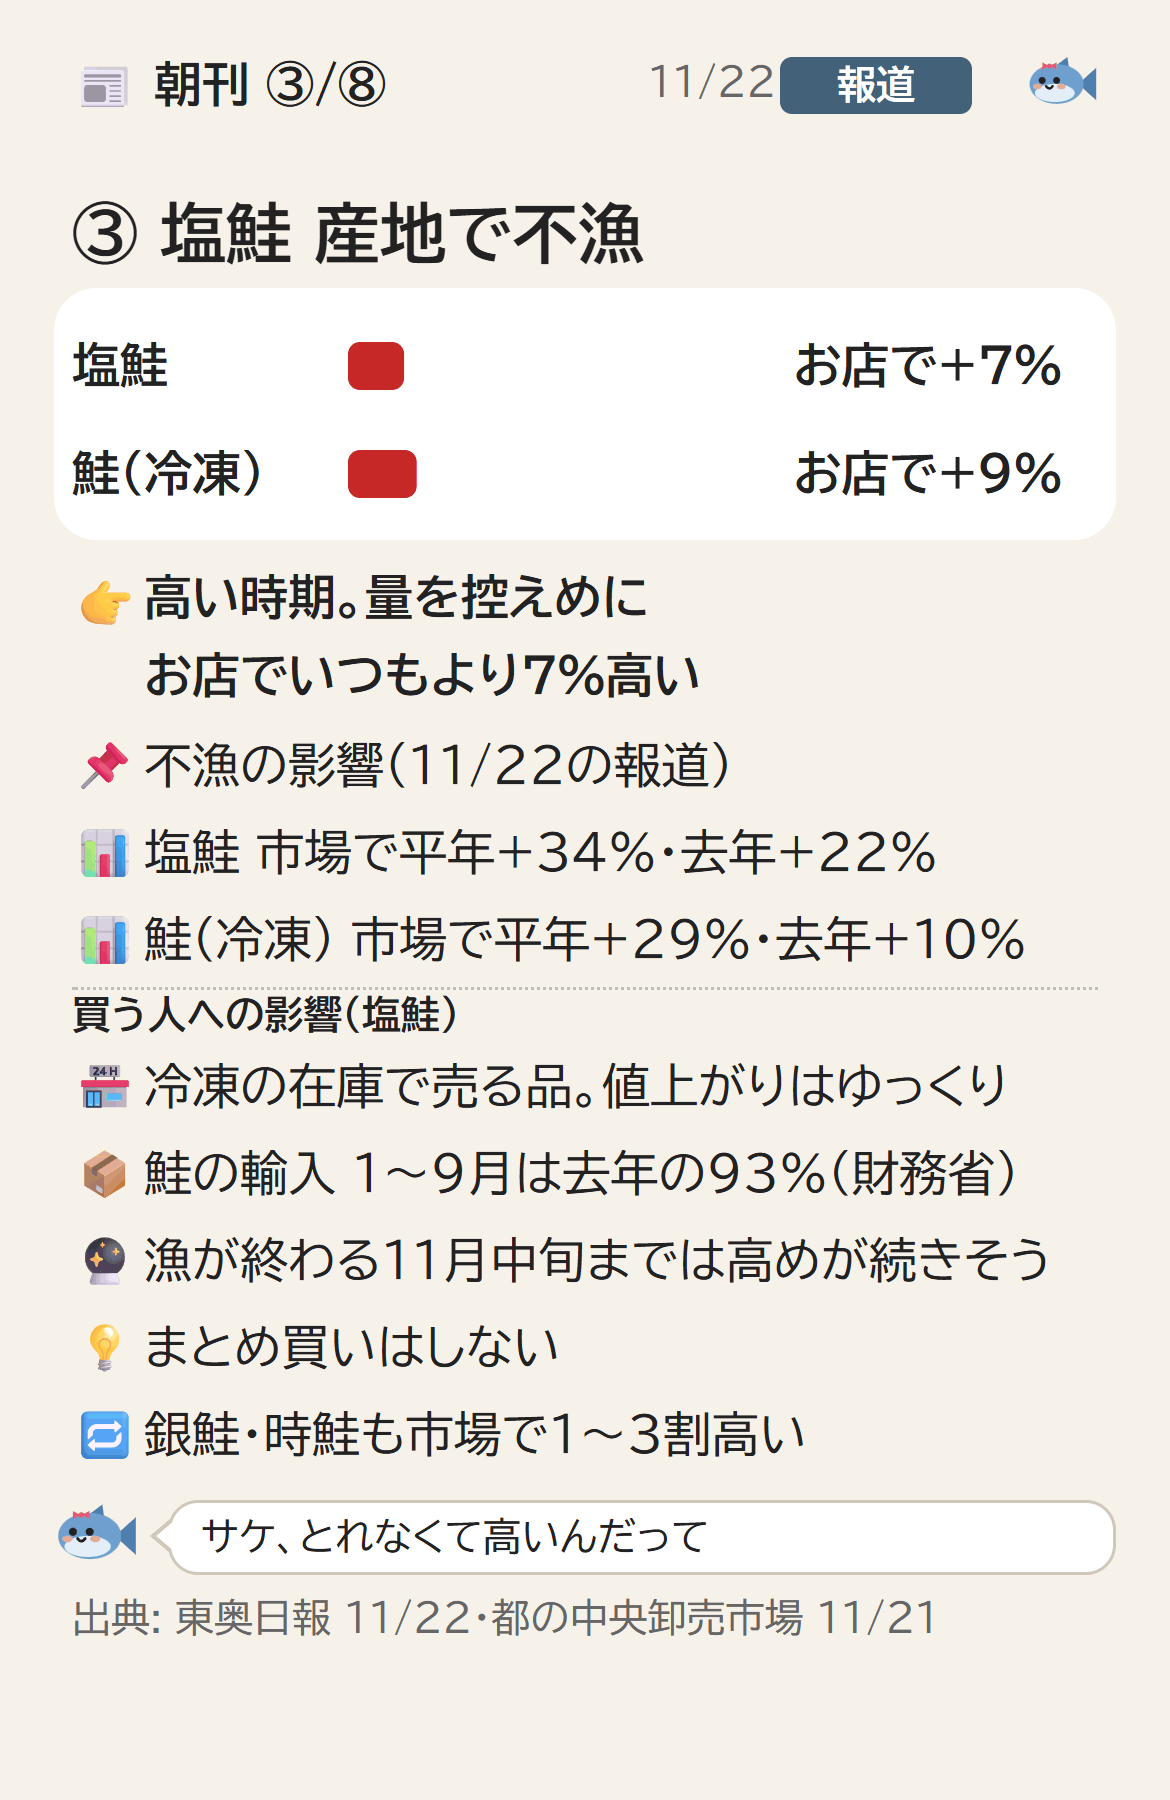 朝刊 ③/⑧ 11/22 報道
③ 塩鮭 産地で不漁
塩鮭 お店で+7%
鮭(冷凍) お店で+9%
高い時期。量を控えめに
お店でいつもより7%高い
不漁の影響(11/22の報道)
塩鮭 市場で平年+34%・去年+22%
鮭(冷凍) 市場で平年+29%・去年+10%
買う人への影響(塩鮭)
24H 冷凍の在庫で売る品。値上がりはゆっくり
鮭の輸入 1〜9月は去年の93%(財務省)
漁が終わる11月中旬までは高めが続きそう
まとめ買いはしない
銀鮭・時鮭も市場で1〜3割高い
サケ、とれなくて高いんだって
出典: 東奥日報 11/22・都の中央卸売市場 11/21